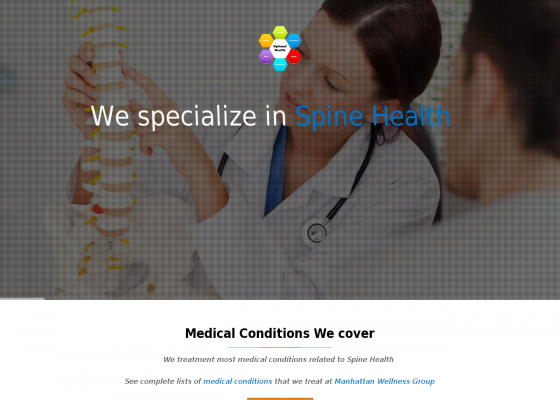 Optimal
Health
We specialize in Spine Health
Medical Conditions We cover
We treatment most medical conditions related to Spine Health
See complete lists of medical conditions that we treat at Manhattan Wellness Group